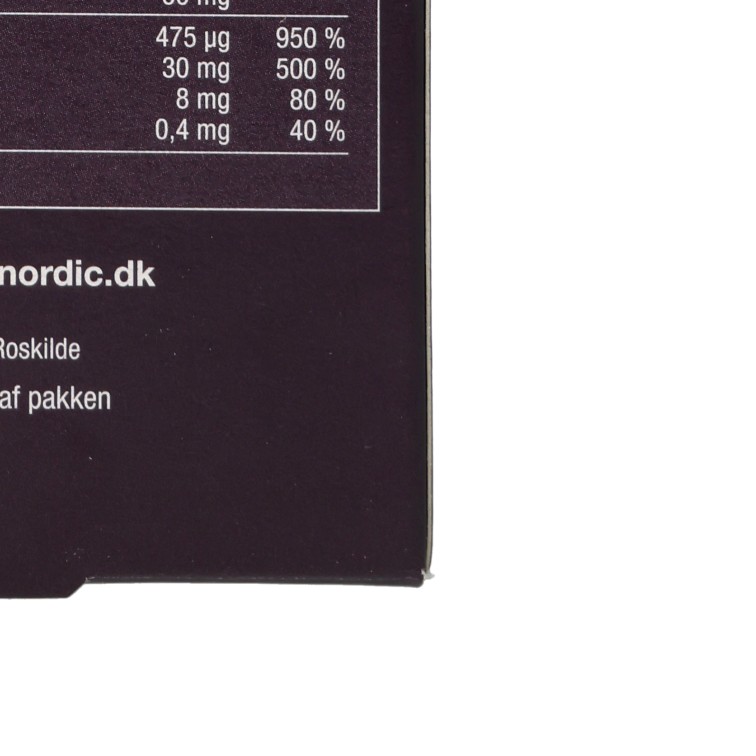 475 µg 950 %
30 mg 500 %
8 mg 80 %
0,4 mg 40 %
nordic.dk
Roskilde
af pakken